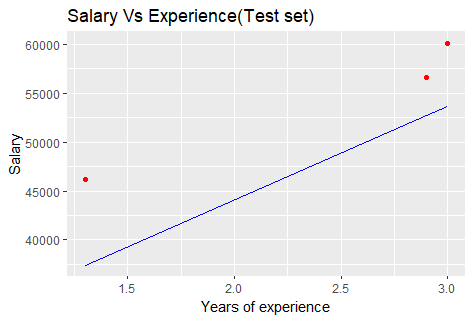 Salary Vs Experience(Test set)
60000
55000
50000
45000
40000
Salary
1.5 2.0 2.5 3.0
Years of experience